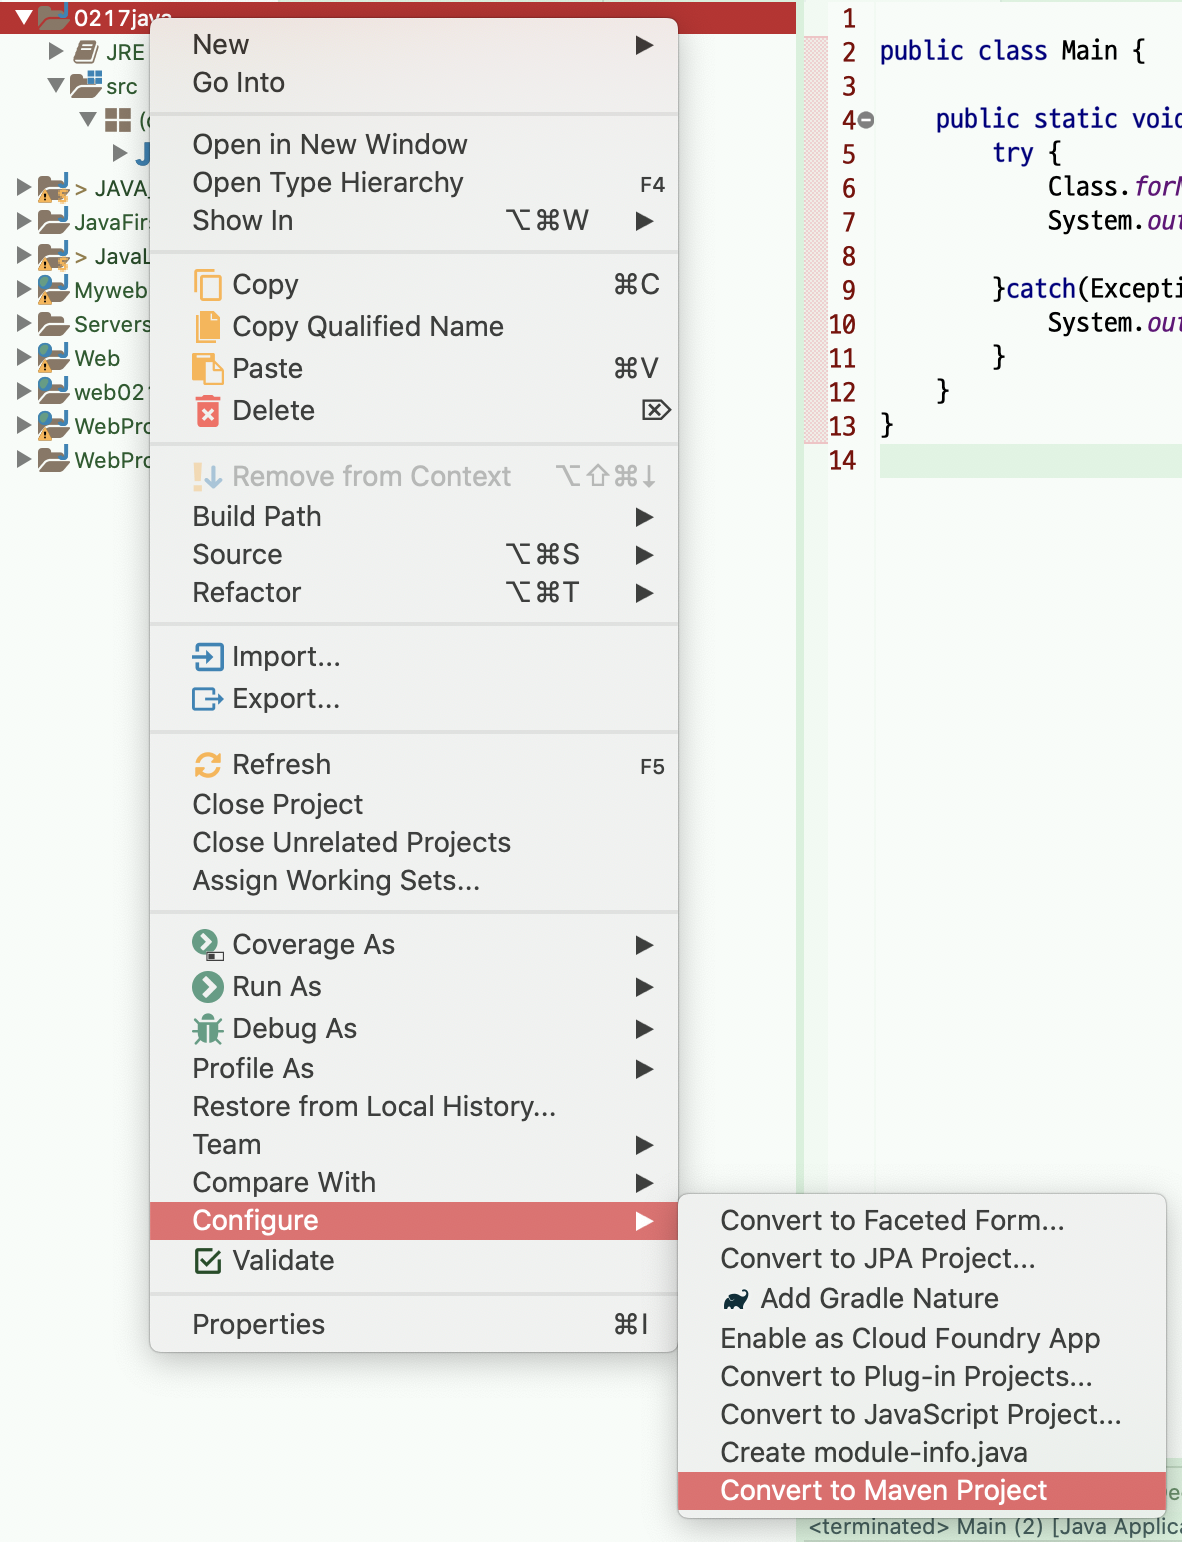 0217java
JRE
src
> JAVA
JavaFir
> JavaL
Myweb
Servers
Web
web02
WebPro
WebPro
New
Go Into
Open in New Window
Open Type Hierarchy F4
Show In ⌥⌘W
Copy ⌘C
Copy Qualified Name
Paste ⌘V
Delete ⌦
Remove from Context ⌥⇧⌘↓
Build Path
Source ⌥⌘S
Refactor ⌥⌘T
Import...
Export...
Refresh F5
Close Project
Close Unrelated Projects
Assign Working Sets...
Coverage As
Run As
Debug As
Profile As
Restore from Local History...
Team
Compare With
Configure
Validate
Properties ⌘I
Convert to Faceted Form...
Convert to JPA Project...
Add Gradle Nature
Enable as Cloud Foundry App
Convert to Plug-in Projects...
Convert to JavaScript Project...
Create module-info.java
Convert to Maven Project
1
2 public class Main {
3
4 public static void
5 try {
6 Class.forN
7 System.out
8
9 }catch(Excepti
10 System.out
11 }
12 }
13 }
14
<terminated> Main (2) [Java Applica